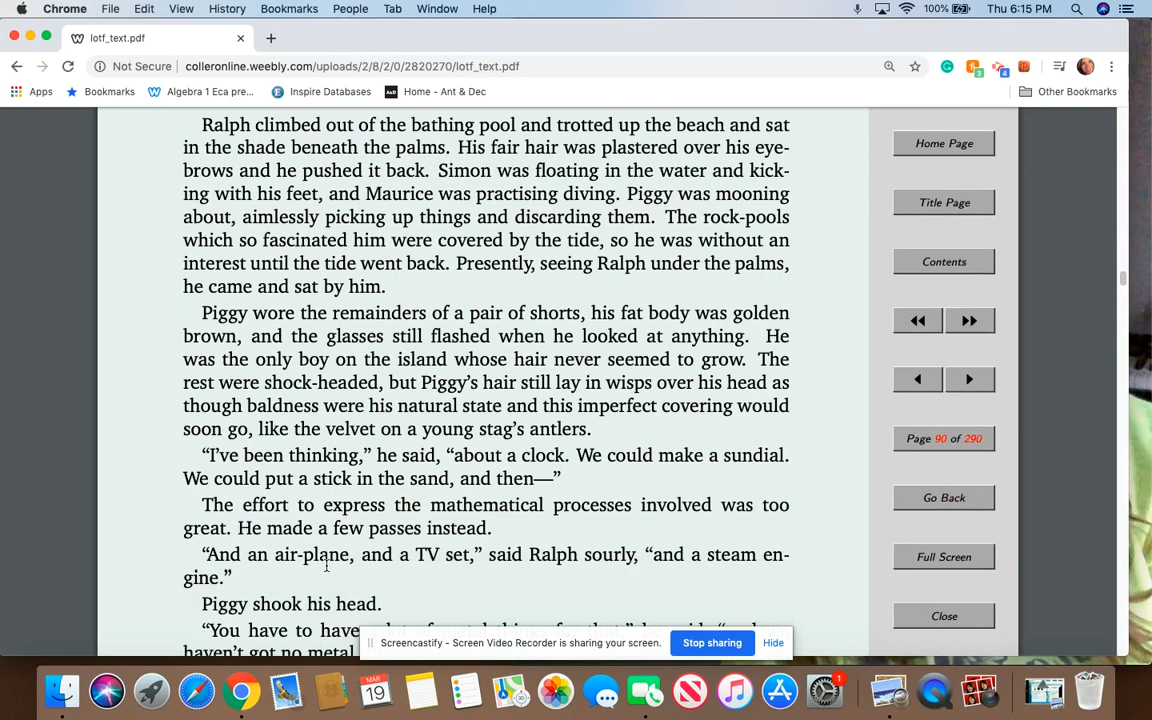 Chrome File Edit View History Bookmarks People Tab Window Help 100% Thu 6:15 PM
lotf_text.pdf
Not Secure colleronline.weebly.com/uploads/2/8/2/0/2820270/lotf_text.pdf
Apps Bookmarks Algebra 1 Eca pre... Inspire Databases Home - Ant & Dec Other Bookmarks
Ralph climbed out of the bathing pool and trotted up the beach and sat
in the shade beneath the palms. His fair hair was plastered over his eye-
brows and he pushed it back. Simon was floating in the water and kick-
ing with his feet, and Maurice was practising diving. Piggy was mooning
about, aimlessly picking up things and discarding them. The rock-pools
which so fascinated him were covered by the tide, so he was without an
interest until the tide went back. Presently, seeing Ralph under the palms,
he came and sat by him.
Piggy wore the remainders of a pair of shorts, his fat body was golden
brown, and the glasses still flashed when he looked at anything. He
was the only boy on the island whose hair never seemed to grow. The
rest were shock-headed, but Piggy's hair still lay in wisps over his head as
though baldness were his natural state and this imperfect covering would
soon go, like the velvet on a young stag's antlers.
“I've been thinking,” he said, “about a clock. We could make a sundial.
We could put a stick in the sand, and then—”
The effort to express the mathematical processes involved was too
great. He made a few passes instead.
“And an air-plane, and a TV set,” said Ralph sourly, “and a steam en-
gine.”
Piggy shook his head.
“You have to have
haven't got no metal
Home Page
Title Page
Contents
Page 90 of 290
Go Back
Full Screen
Close
Screencastify - Screen Video Recorder is sharing your screen. Stop sharing Hide
MAR
19
1